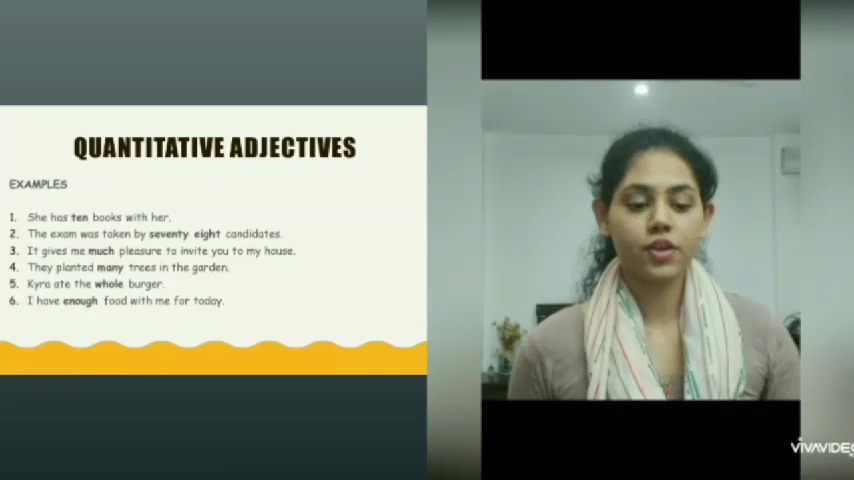 QUANTITATIVE ADJECTIVES
EXAMPLES
1. She has ten books with her.
2. The exam was taken by seventy eight candidates.
3. It gives me much pleasure to invite you to my house.
4. They planted many trees in the garden.
5. Kyra ate the whole burger.
6. I have enough food with me for today.
VIVAVIDEO